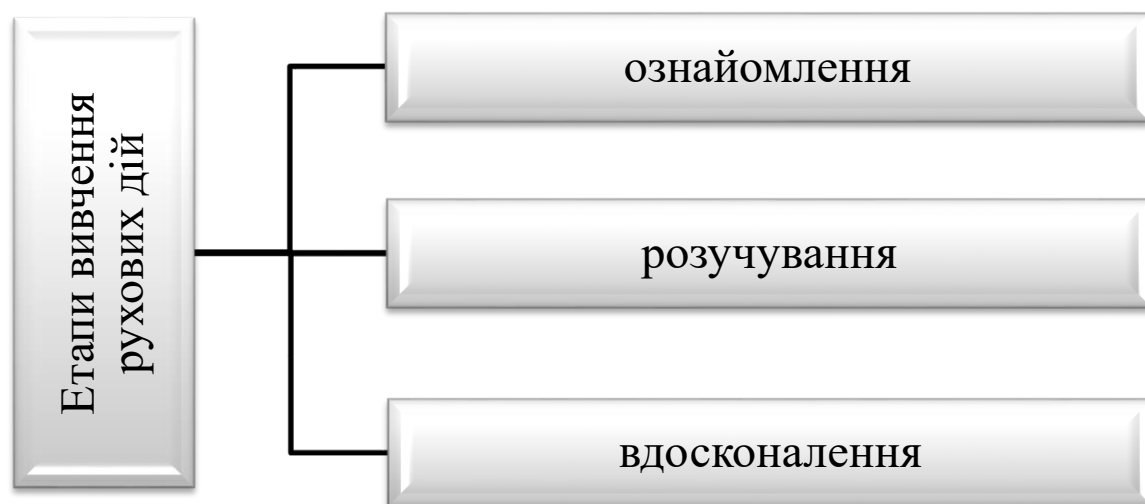 Етапи вивчення
рухових дій
ознайомлення
розучування
вдосконалення